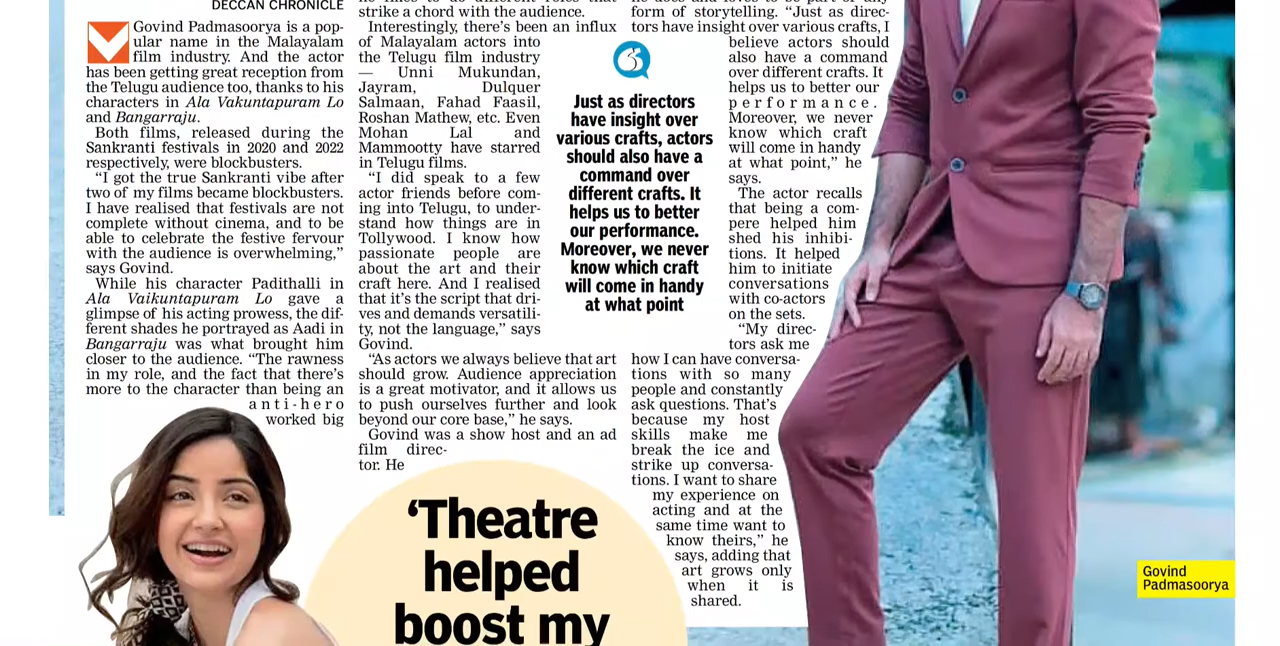 DECCAN CHRONICLE
Govind Padmasoorya is a pop-
ular name in the Malayalam
film industry. And the actor
has been getting great reception from
the Telugu audience too, thanks to his
characters in Ala Vakuntapuram Lo
and Bangarraju.
Both films, released during the
Sankranti festivals in 2020 and 2022
respectively, were blockbusters.
“I got the true Sankranti vibe after
two of my films became blockbusters.
I have realised that festivals are not
complete without cinema, and to be
able to celebrate the festive fervour
with the audience is overwhelming,”
says Govind.
While his character Padithalli in
Ala Vaikuntapuram Lo gave a
glimpse of his acting prowess, the dif-
ferent shades he portrayed as Aadi in
Bangarraju was what brought him
closer to the audience. “The rawness
in my role, and the fact that there’s
more to the character than being an
anti-hero
worked big
strike a chord with the audience.
Interestingly, there’s been an influx
of Malayalam actors into
the Telugu film industry
— Unni Mukundan,
Jayram, Dulquer
Salmaan, Fahad Faasil,
Roshan Mathew, etc. Even
Mohan Lal and
Mammootty have starred
in Telugu films.
“I did speak to a few
actor friends before com-
ing into Telugu, to under-
stand how things are in
Tollywood. I know how
passionate people are
about the art and their
craft here. And I realised
that it’s the script that dri-
ves and demands versatili-
ty, not the language,” says
Govind.
“As actors we always believe that art
should grow. Audience appreciation
is a great motivator, and it allows us
to push ourselves further and look
beyond our core base,” he says.
Govind was a show host and an ad
film direc-
tor. He
Just as directors
have insight over
various crafts, actors
should also have a
command over
different crafts. It
helps us to better
our performance.
Moreover, we never
know which craft
will come in handy
at what point
form of storytelling. “Just as direc-
tors have insight over various crafts, I
believe actors should
also have a command
over different crafts. It
helps us to better our
performance.
Moreover, we never
know which craft
will come in handy
at what point,” he
says.
The actor recalls
that being a com-
pere helped him
shed his inhibi-
tions. It helped
him to initiate
conversations
with co-actors
on the sets.
“My direc-
tors ask me
how I can have conversa-
tions with so many
people and constantly
ask questions. That’s
because my host
skills make me
break the ice and
strike up conversa-
tions. I want to share
my experience on
acting and at the
same time want to
know theirs,” he
says, adding that
art grows only
when it is
shared.
‘Theatre
helped
boost my
Govind
Padmasoorya